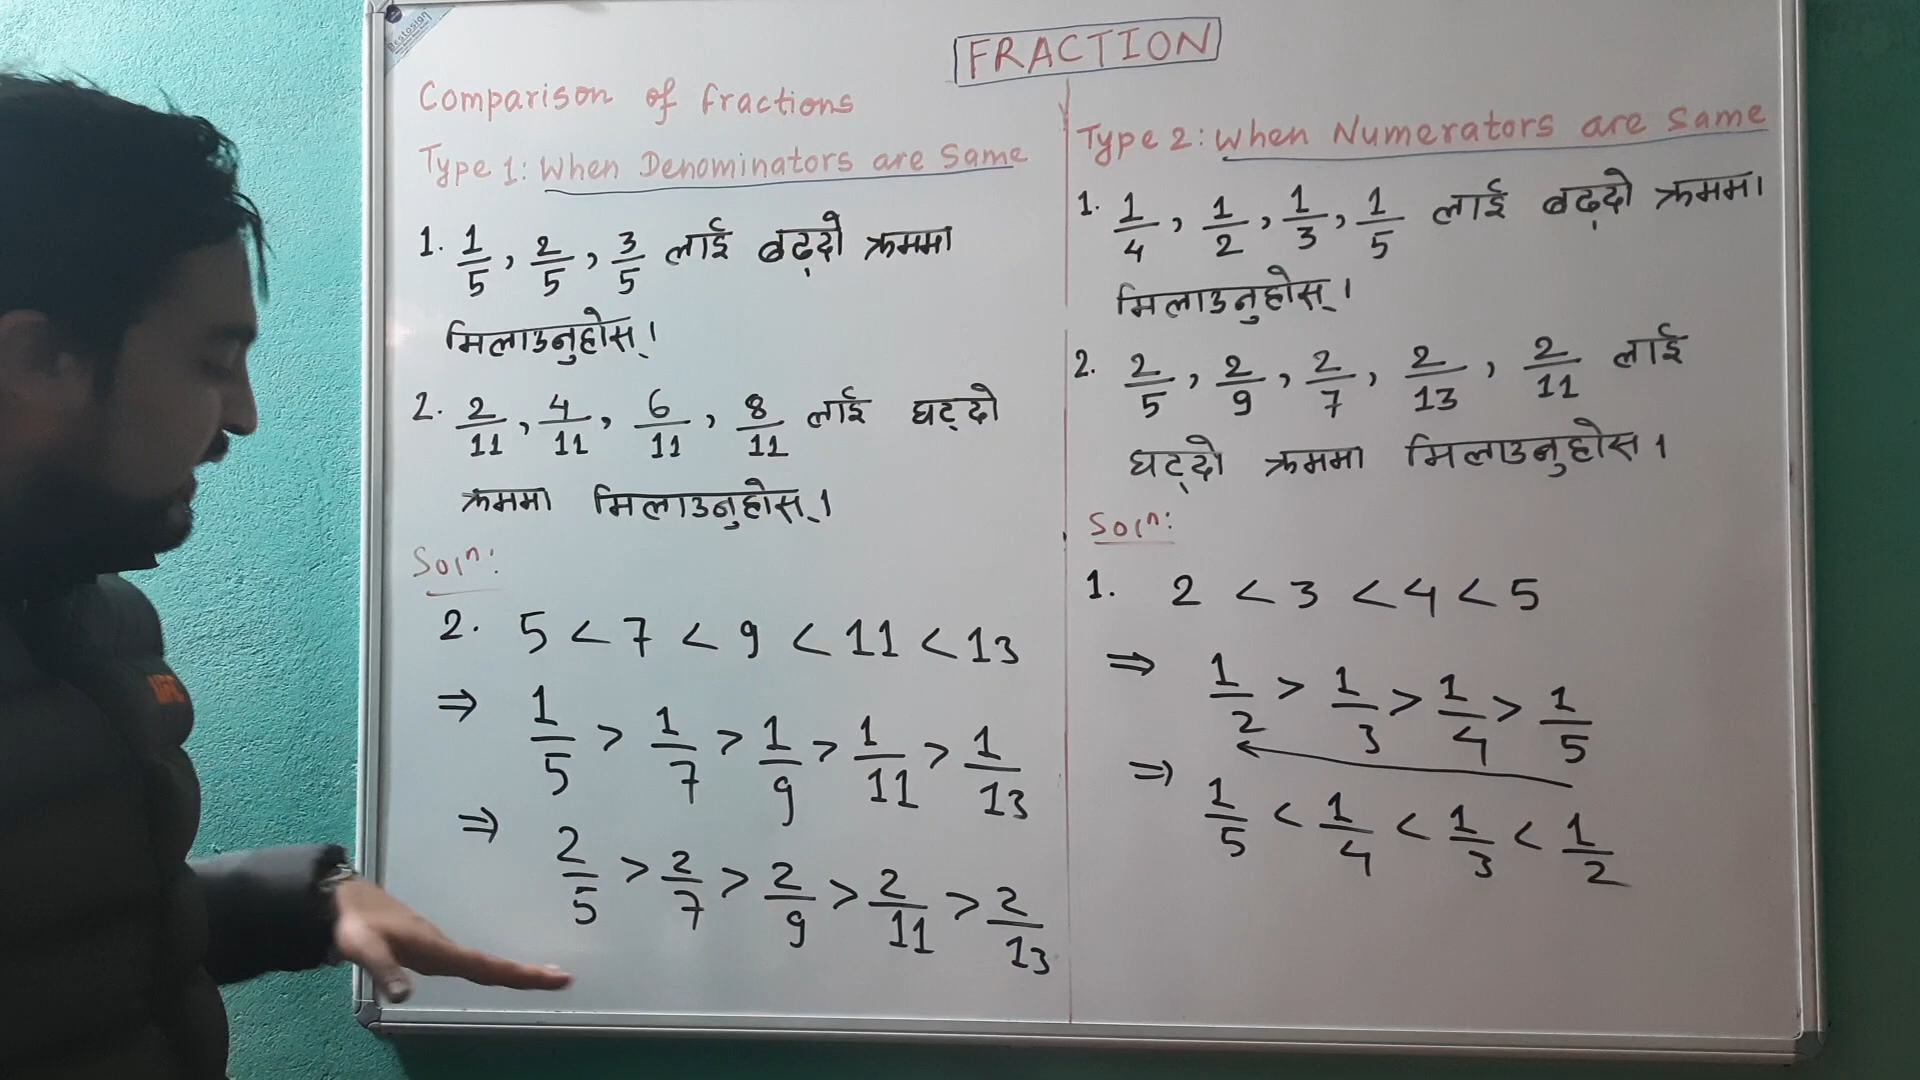 Bestosign
FRACTION
Comparison of fractions
Type 1: When Denominators are Same
1. 1/5, 2/5, 3/5 लाई बढ्दो क्रममा
मिलाउनुहोस्।
2. 2/11, 4/11, 6/11, 8/11 लाई घट्दो
क्रममा मिलाउनुहोस्।
Solⁿ:
2. 5 < 7 < 9 < 11 < 13
⇒ 1/5 > 1/7 > 1/9 > 1/11 > 1/13
⇒ 2/5 > 2/7 > 2/9 > 2/11 > 2/13
Type 2: When Numerators are same
1. 1/4, 1/2, 1/3, 1/5 लाई बढ्दो क्रममा।
मिलाउनुहोस्।
2. 2/5, 2/9, 2/7, 2/13, 2/11 लाई
घट्दो क्रममा मिलाउनुहोस।
Solⁿ:
1. 2 < 3 < 4 < 5
⇒ 1/2 > 1/3 > 1/4 > 1/5
⇒ 1/5 < 1/4 < 1/3 < 1/2